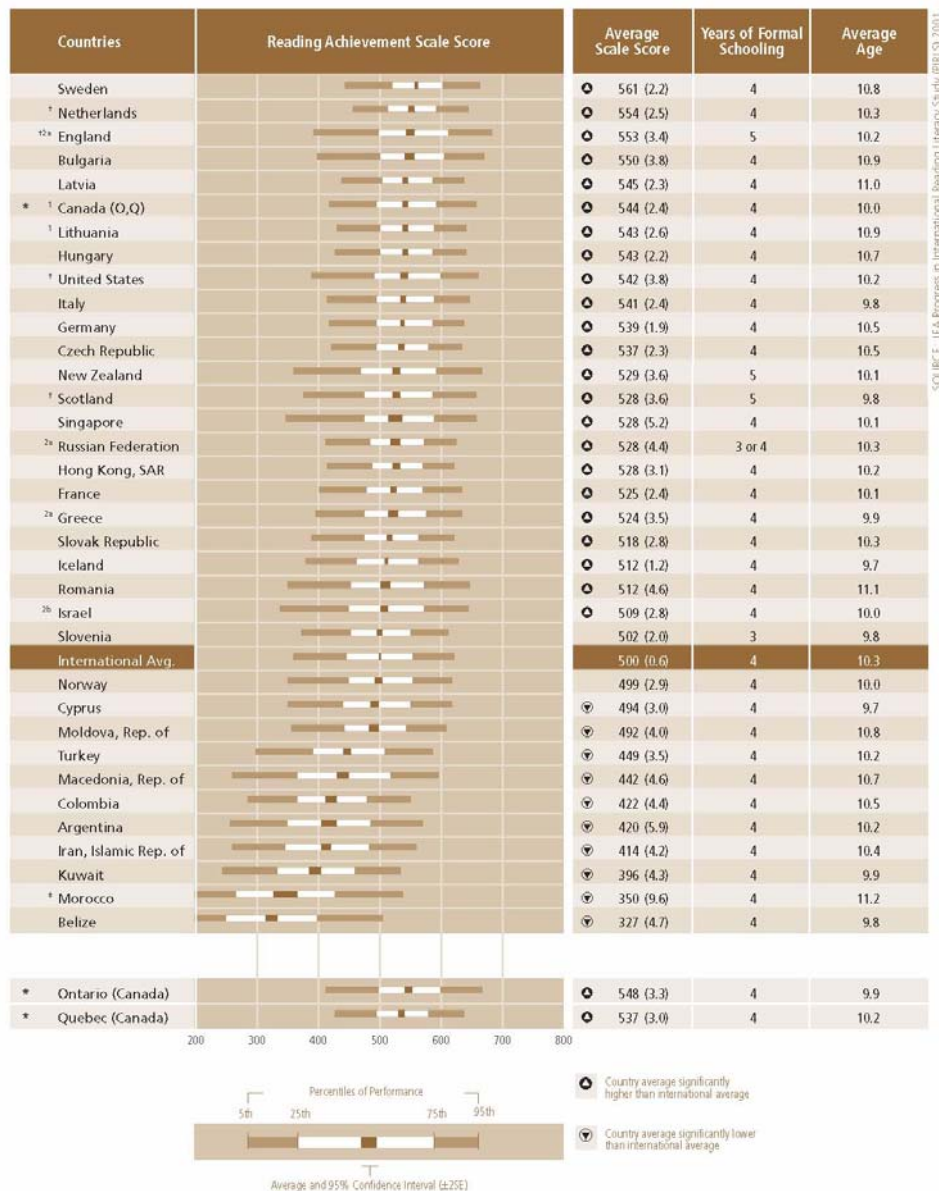 Countries Reading Achievement Scale Score Average Scale Score Years of Formal Schooling Average Age
Sweden 561 (2.2) 4 10.8
† Netherlands 554 (2.5) 4 10.3
†2a England 553 (3.4) 5 10.2
Bulgaria 550 (3.8) 4 10.9
Latvia 545 (2.3) 4 11.0
* 1 Canada (O,Q) 544 (2.4) 4 10.0
1 Lithuania 543 (2.6) 4 10.9
Hungary 543 (2.2) 4 10.7
† United States 542 (3.8) 4 10.2
Italy 541 (2.4) 4 9.8
Germany 539 (1.9) 4 10.5
Czech Republic 537 (2.3) 4 10.5
New Zealand 529 (3.6) 5 10.1
† Scotland 528 (3.6) 5 9.8
Singapore 528 (5.2) 4 10.1
2a Russian Federation 528 (4.4) 3 or 4 10.3
Hong Kong, SAR 528 (3.1) 4 10.2
France 525 (2.4) 4 10.1
2a Greece 524 (3.5) 4 9.9
Slovak Republic 518 (2.8) 4 10.3
Iceland 512 (1.2) 4 9.7
Romania 512 (4.6) 4 11.1
2b Israel 509 (2.8) 4 10.0
Slovenia 502 (2.0) 3 9.8
International Avg. 500 (0.6) 4 10.3
Norway 499 (2.9) 4 10.0
Cyprus 494 (3.0) 4 9.7
Moldova, Rep. of 492 (4.0) 4 10.8
Turkey 449 (3.5) 4 10.2
Macedonia, Rep. of 442 (4.6) 4 10.7
Colombia 422 (4.4) 4 10.5
Argentina 420 (5.9) 4 10.2
Iran, Islamic Rep. of 414 (4.2) 4 10.4
Kuwait 396 (4.3) 4 9.9
‡ Morocco 350 (9.6) 4 11.2
Belize 327 (4.7) 4 9.8
* Ontario (Canada) 548 (3.3) 4 9.9
* Quebec (Canada) 537 (3.0) 4 10.2
200 300 400 500 600 700 800
Percentiles of Performance
5th 25th 75th 95th
Average and 95% Confidence Interval (±2SE)
Country average significantly
higher than international average
Country average significantly lower
than international average
SOURCE: IEA Progress in International Reading Literacy Study (PIRLS) 2001